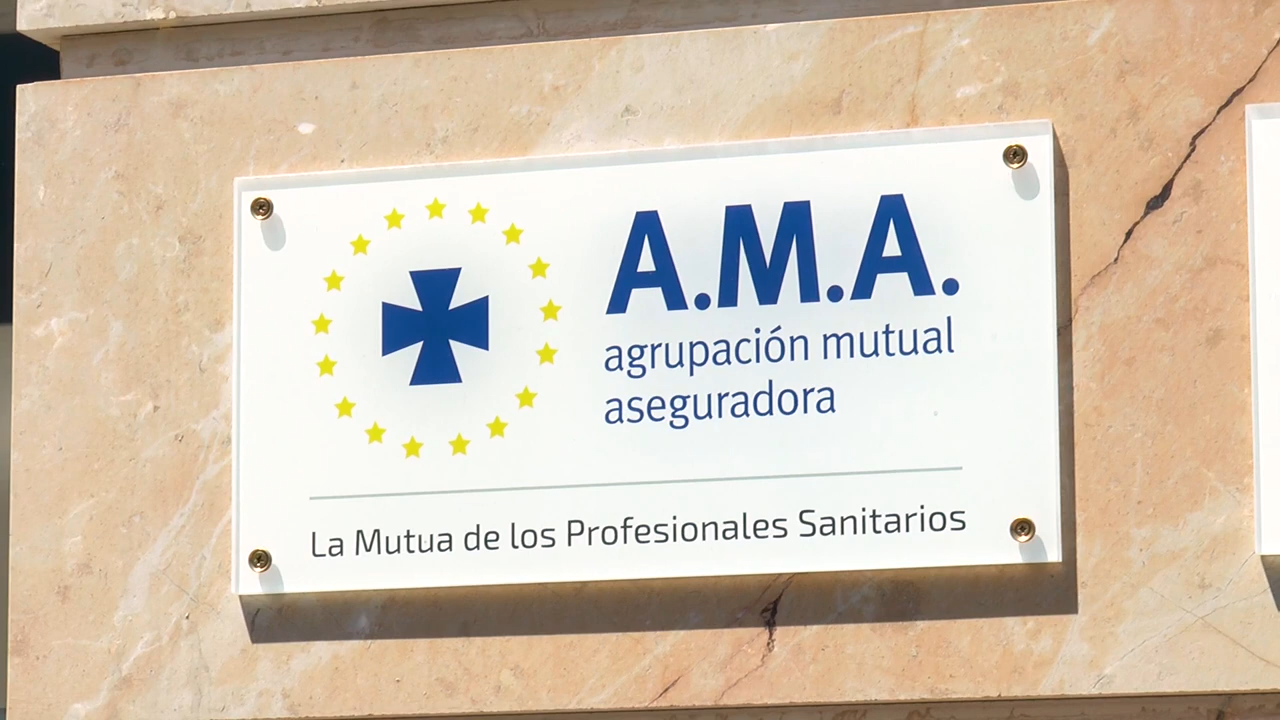 A.M.A.
agrupación mutual
aseguradora
La Mutua de los Profesionales Sanitarios